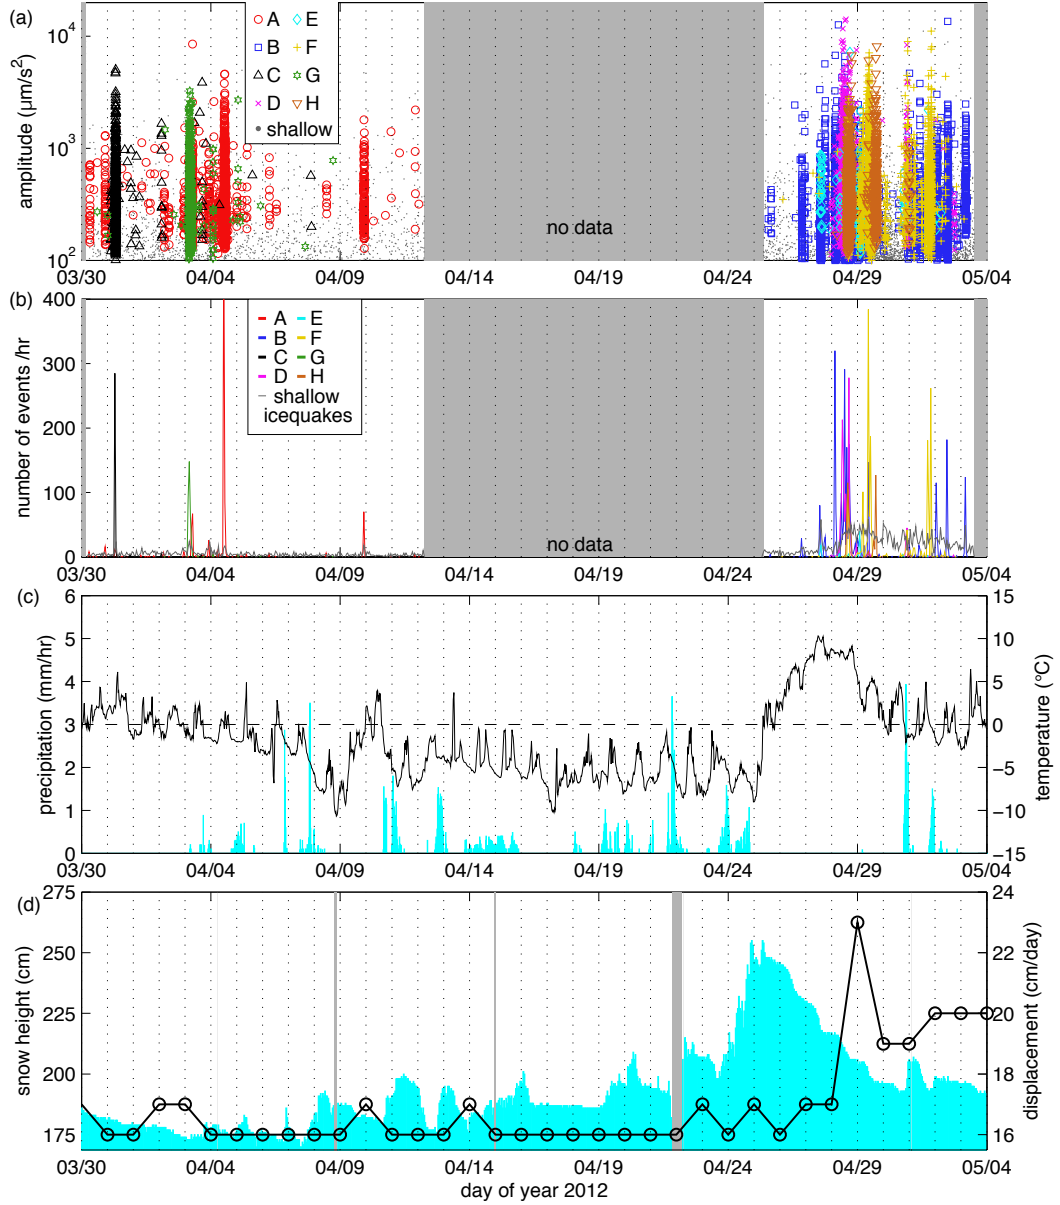 (a)
amplitude (μm/s²)
10⁴
10³
10²
A E
B F
C G
D H
shallow
no data
03/30 04/04 04/09 04/14 04/19 04/24 04/29 05/04
(b)
number of events /hr
400
300
200
100
0
A E
B F
C G
D H
shallow
icequakes
no data
03/30 04/04 04/09 04/14 04/19 04/24 04/29 05/04
(c)
precipitation (mm/hr)
6
5
4
3
2
1
0
15
10
5
0
−5
−10
−15
temperature (°C)
03/30 04/04 04/09 04/14 04/19 04/24 04/29 05/04
(d)
snow height (cm)
275
250
225
200
175
24
22
20
18
16
displacement (cm/day)
03/30 04/04 04/09 04/14 04/19 04/24 04/29 05/04
day of year 2012